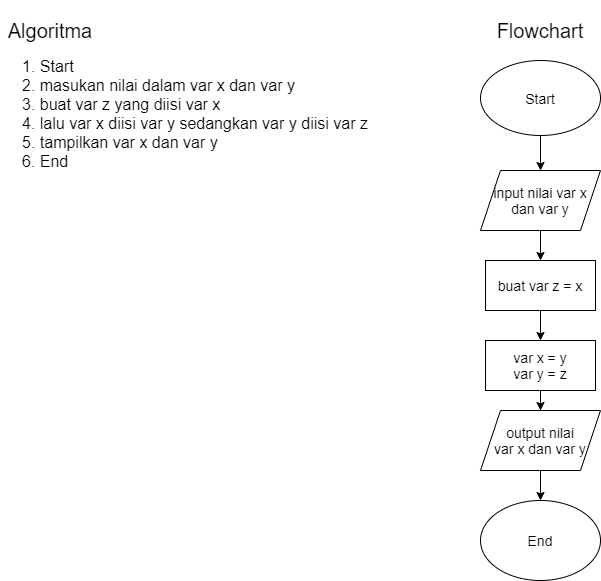 Algoritma
1. Start
2. masukan nilai dalam var x dan var y
3. buat var z yang diisi var x
4. lalu var x diisi var y sedangkan var y diisi var z
5. tampilkan var x dan var y
6. End
Flowchart
Start
input nilai var x
dan var y
buat var z = x
var x = y
var y = z
output nilai
var x dan var y
End